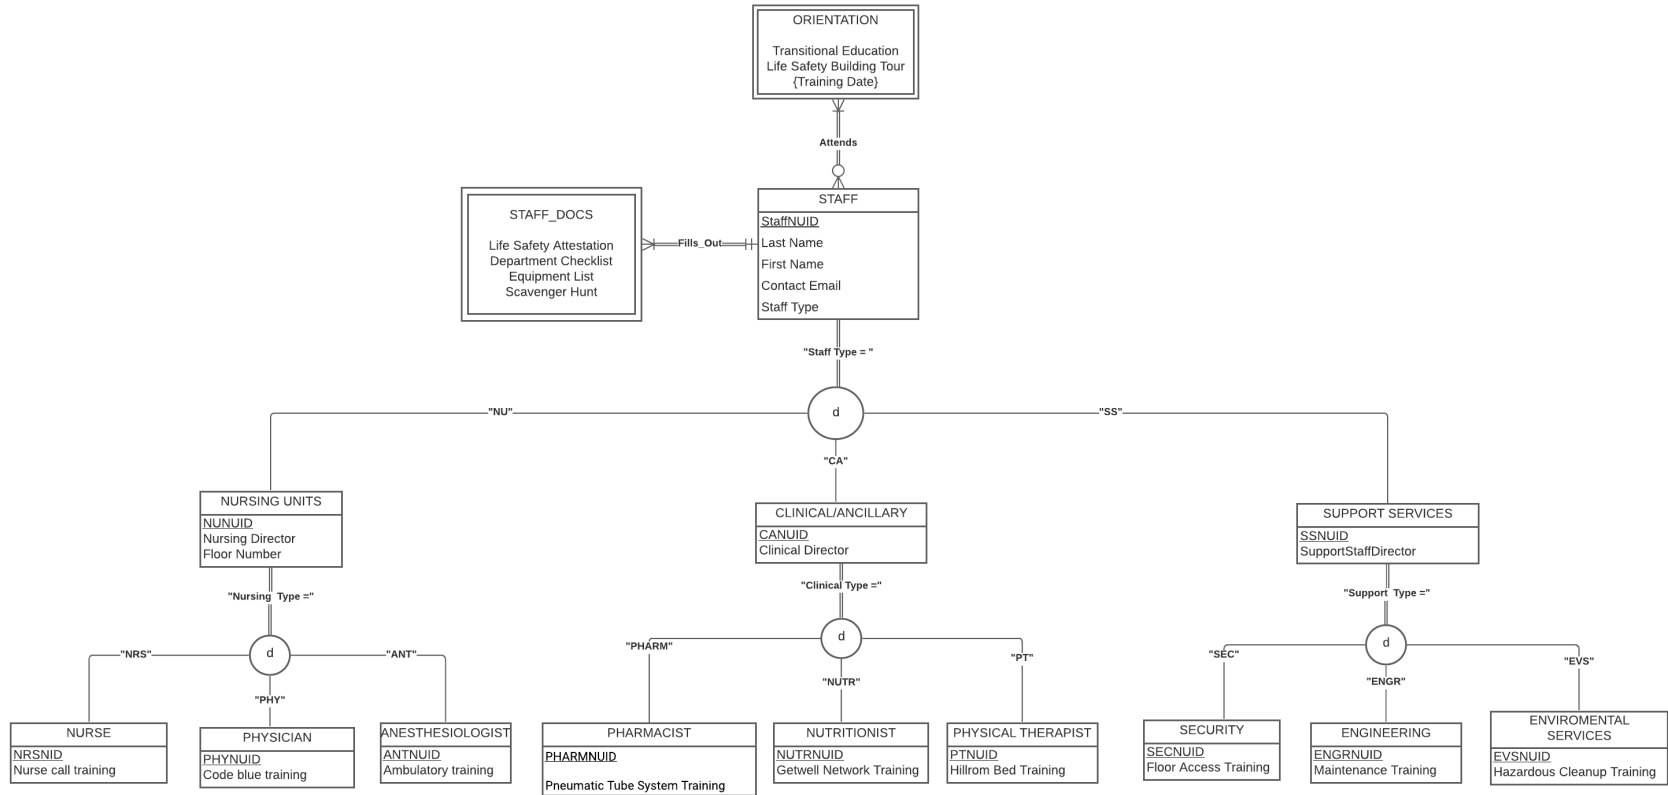 ORIENTATION
Transitional Education
Life Safety Building Tour
{Training Date}
Attends
STAFF_DOCS
Life Safety Attestation
Department Checklist
Equipment List
Scavenger Hunt
Fills_Out
STAFF
StaffNUID
Last Name
First Name
Contact Email
Staff Type
"Staff Type = "
d
"NU"
"SS"
"CA"
NURSING UNITS
NUNUID
Nursing Director
Floor Number
"Nursing  Type ="
d
"NRS"
"ANT"
"PHY"
CLINICAL/ANCILLARY
CANUID
Clinical Director
"Clinical Type ="
d
"PHARM"
"NUTR"
"PT"
SUPPORT SERVICES
SSNUID
SupportStaffDirector
"Support  Type ="
d
"SEC"
"ENGR"
"EVS"
NURSE
NRSNID
Nurse call training
PHYSICIAN
PHYNUID
Code blue training
ANESTHESIOLOGIST
ANTNUID
Ambulatory training
PHARMACIST
PHARMNUID
Pneumatic Tube System Training
NUTRITIONIST
NUTRNUID
Getwell Network Training
PHYSICAL THERAPIST
PTNUID
Hillrom Bed Training
SECURITY
SECNUID
Floor Access Training
ENGINEERING
ENGRNUID
Maintenance Training
ENVIROMENTAL
SERVICES
EVSNUID
Hazardous Cleanup Training